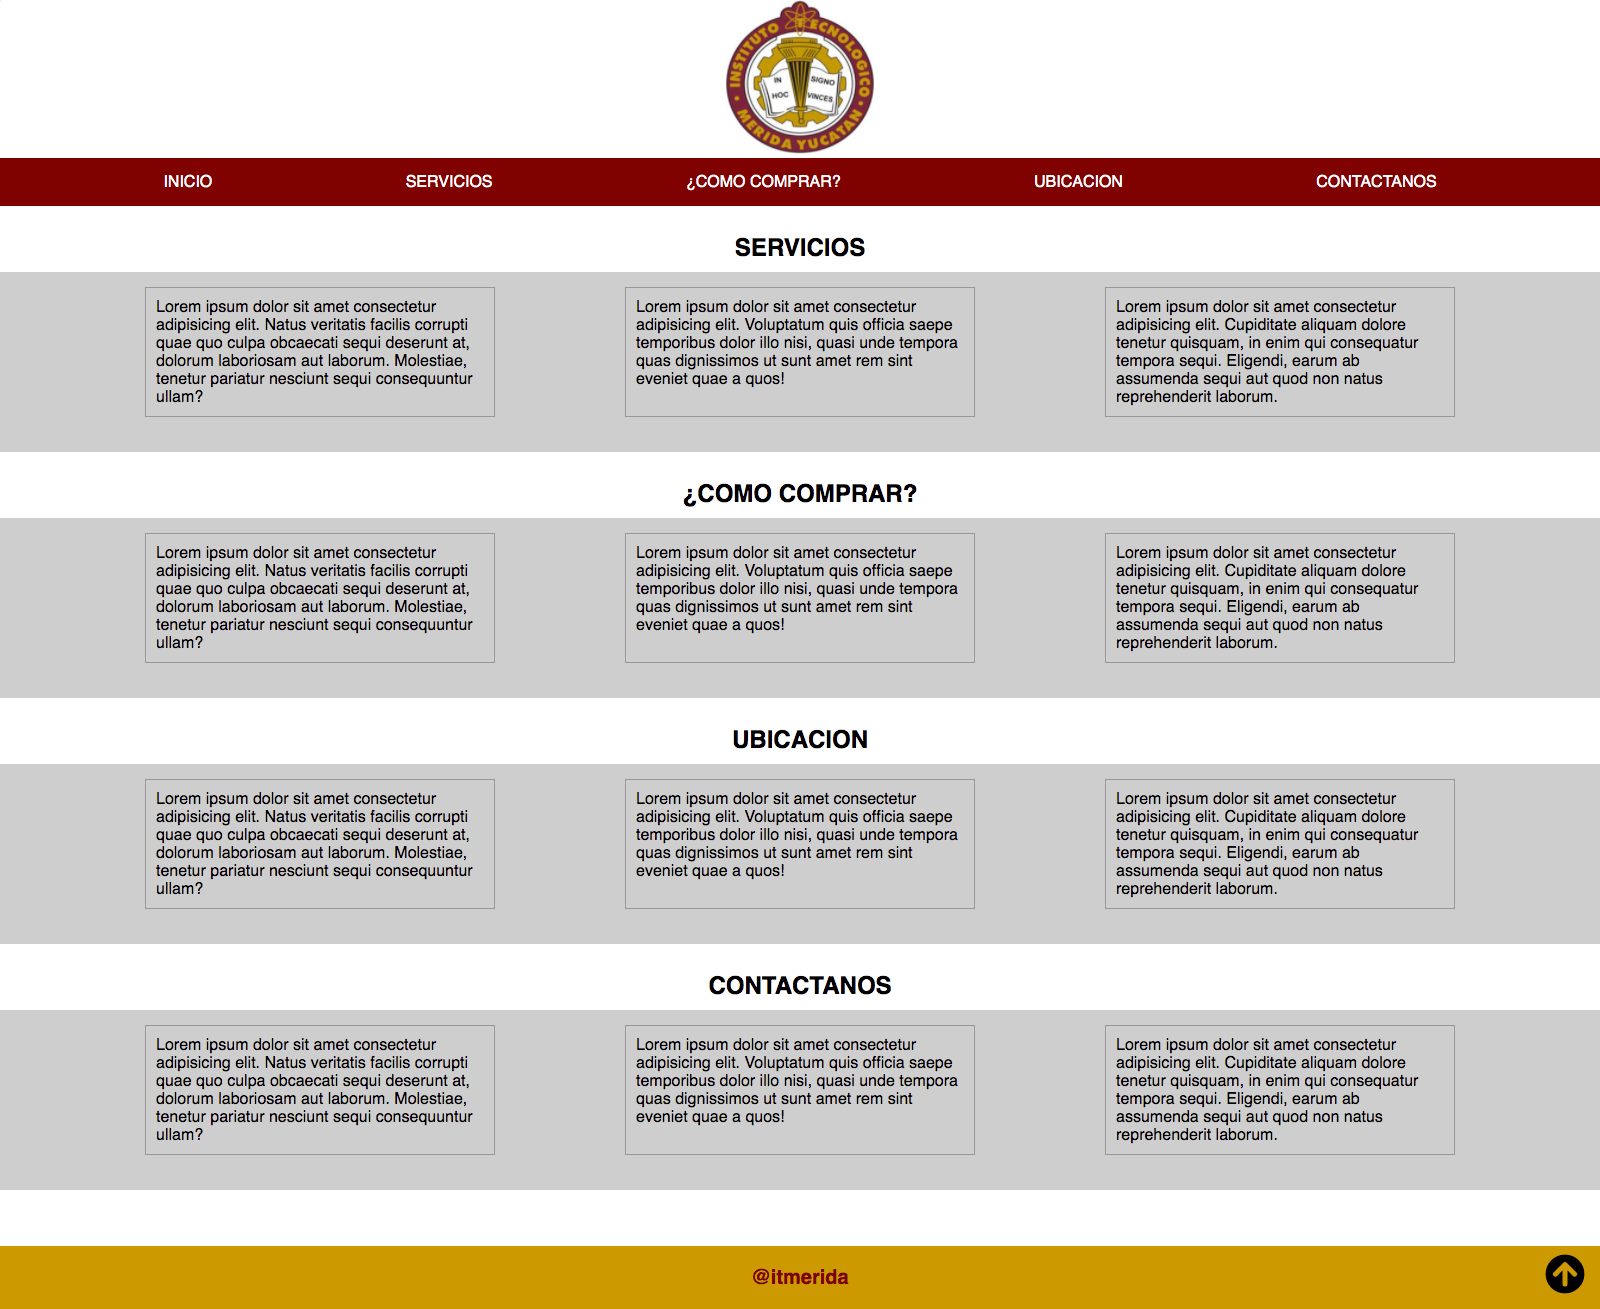 INSTITUTO TECNOLOGICO
IN SIGNO
HOC VINCES
MERIDA YUCATAN
INICIO SERVICIOS ¿COMO COMPRAR? UBICACION CONTACTANOS
SERVICIOS
Lorem ipsum dolor sit amet consectetur
adipisicing elit. Natus veritatis facilis corrupti
quae quo culpa obcaecati sequi deserunt at,
dolorum laboriosam aut laborum. Molestiae,
tenetur pariatur nesciunt sequi consequuntur
ullam?
Lorem ipsum dolor sit amet consectetur
adipisicing elit. Voluptatum quis officia saepe
temporibus dolor illo nisi, quasi unde tempora
quas dignissimos ut sunt amet rem sint
eveniet quae a quos!
Lorem ipsum dolor sit amet consectetur
adipisicing elit. Cupiditate aliquam dolore
tenetur quisquam, in enim qui consequatur
tempora sequi. Eligendi, earum ab
assumenda sequi aut quod non natus
reprehenderit laborum.
¿COMO COMPRAR?
Lorem ipsum dolor sit amet consectetur
adipisicing elit. Natus veritatis facilis corrupti
quae quo culpa obcaecati sequi deserunt at,
dolorum laboriosam aut laborum. Molestiae,
tenetur pariatur nesciunt sequi consequuntur
ullam?
Lorem ipsum dolor sit amet consectetur
adipisicing elit. Voluptatum quis officia saepe
temporibus dolor illo nisi, quasi unde tempora
quas dignissimos ut sunt amet rem sint
eveniet quae a quos!
Lorem ipsum dolor sit amet consectetur
adipisicing elit. Cupiditate aliquam dolore
tenetur quisquam, in enim qui consequatur
tempora sequi. Eligendi, earum ab
assumenda sequi aut quod non natus
reprehenderit laborum.
UBICACION
Lorem ipsum dolor sit amet consectetur
adipisicing elit. Natus veritatis facilis corrupti
quae quo culpa obcaecati sequi deserunt at,
dolorum laboriosam aut laborum. Molestiae,
tenetur pariatur nesciunt sequi consequuntur
ullam?
Lorem ipsum dolor sit amet consectetur
adipisicing elit. Voluptatum quis officia saepe
temporibus dolor illo nisi, quasi unde tempora
quas dignissimos ut sunt amet rem sint
eveniet quae a quos!
Lorem ipsum dolor sit amet consectetur
adipisicing elit. Cupiditate aliquam dolore
tenetur quisquam, in enim qui consequatur
tempora sequi. Eligendi, earum ab
assumenda sequi aut quod non natus
reprehenderit laborum.
CONTACTANOS
Lorem ipsum dolor sit amet consectetur
adipisicing elit. Natus veritatis facilis corrupti
quae quo culpa obcaecati sequi deserunt at,
dolorum laboriosam aut laborum. Molestiae,
tenetur pariatur nesciunt sequi consequuntur
ullam?
Lorem ipsum dolor sit amet consectetur
adipisicing elit. Voluptatum quis officia saepe
temporibus dolor illo nisi, quasi unde tempora
quas dignissimos ut sunt amet rem sint
eveniet quae a quos!
Lorem ipsum dolor sit amet consectetur
adipisicing elit. Cupiditate aliquam dolore
tenetur quisquam, in enim qui consequatur
tempora sequi. Eligendi, earum ab
assumenda sequi aut quod non natus
reprehenderit laborum.
@itmerida